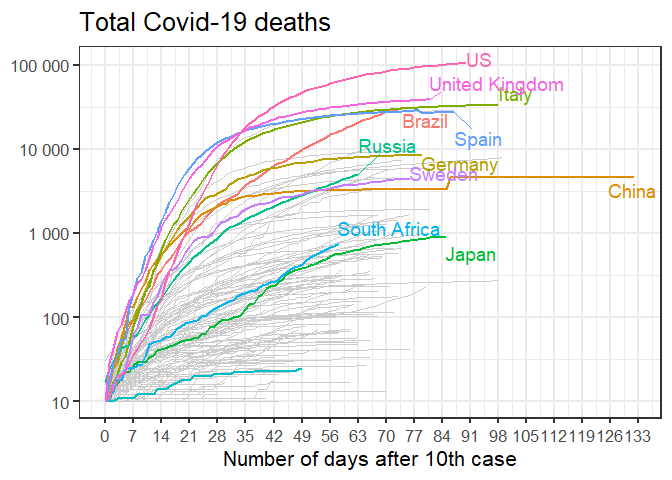 Total Covid-19 deaths
100 000
10 000
1 000
100
10
US
United Kingdom
Italy
Brazil
Spain
Russia
Germany
Sweden
China
South Africa
Japan
0 7 14 21 28 35 42 49 56 63 70 77 84 91 98 105 112 119 126 133
Number of days after 10th case